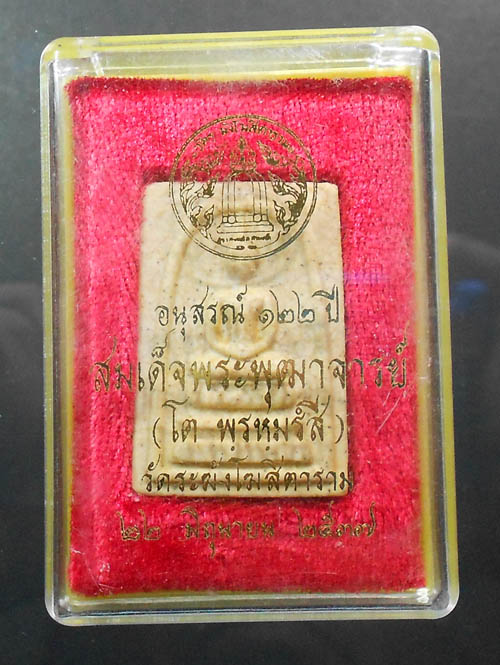 อนุสรณ์ ๑๒๒ ปี
สมเด็จพระพุฒาจารย์
(โต พฺรหฺมรํสี)
วัดระฆังโฆสิตาราม
๒๒ มิถุนายน ๒๕๓๗